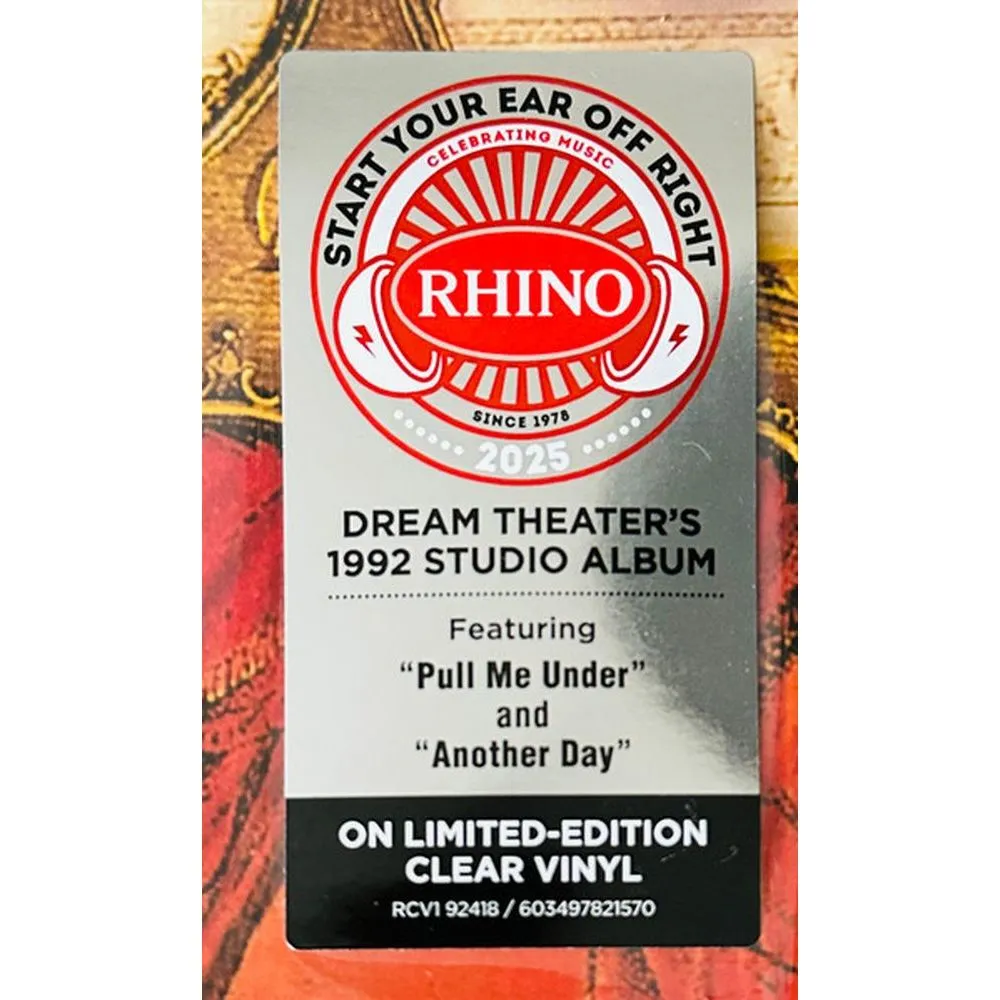 START YOUR EAR OFF RIGHT
CELEBRATING MUSIC
RHINO
SINCE 1978
2025
DREAM THEATER'S
1992 STUDIO ALBUM
Featuring
“Pull Me Under”
and
“Another Day”
ON LIMITED-EDITION
CLEAR VINYL
RCV1 92418 / 603497821570